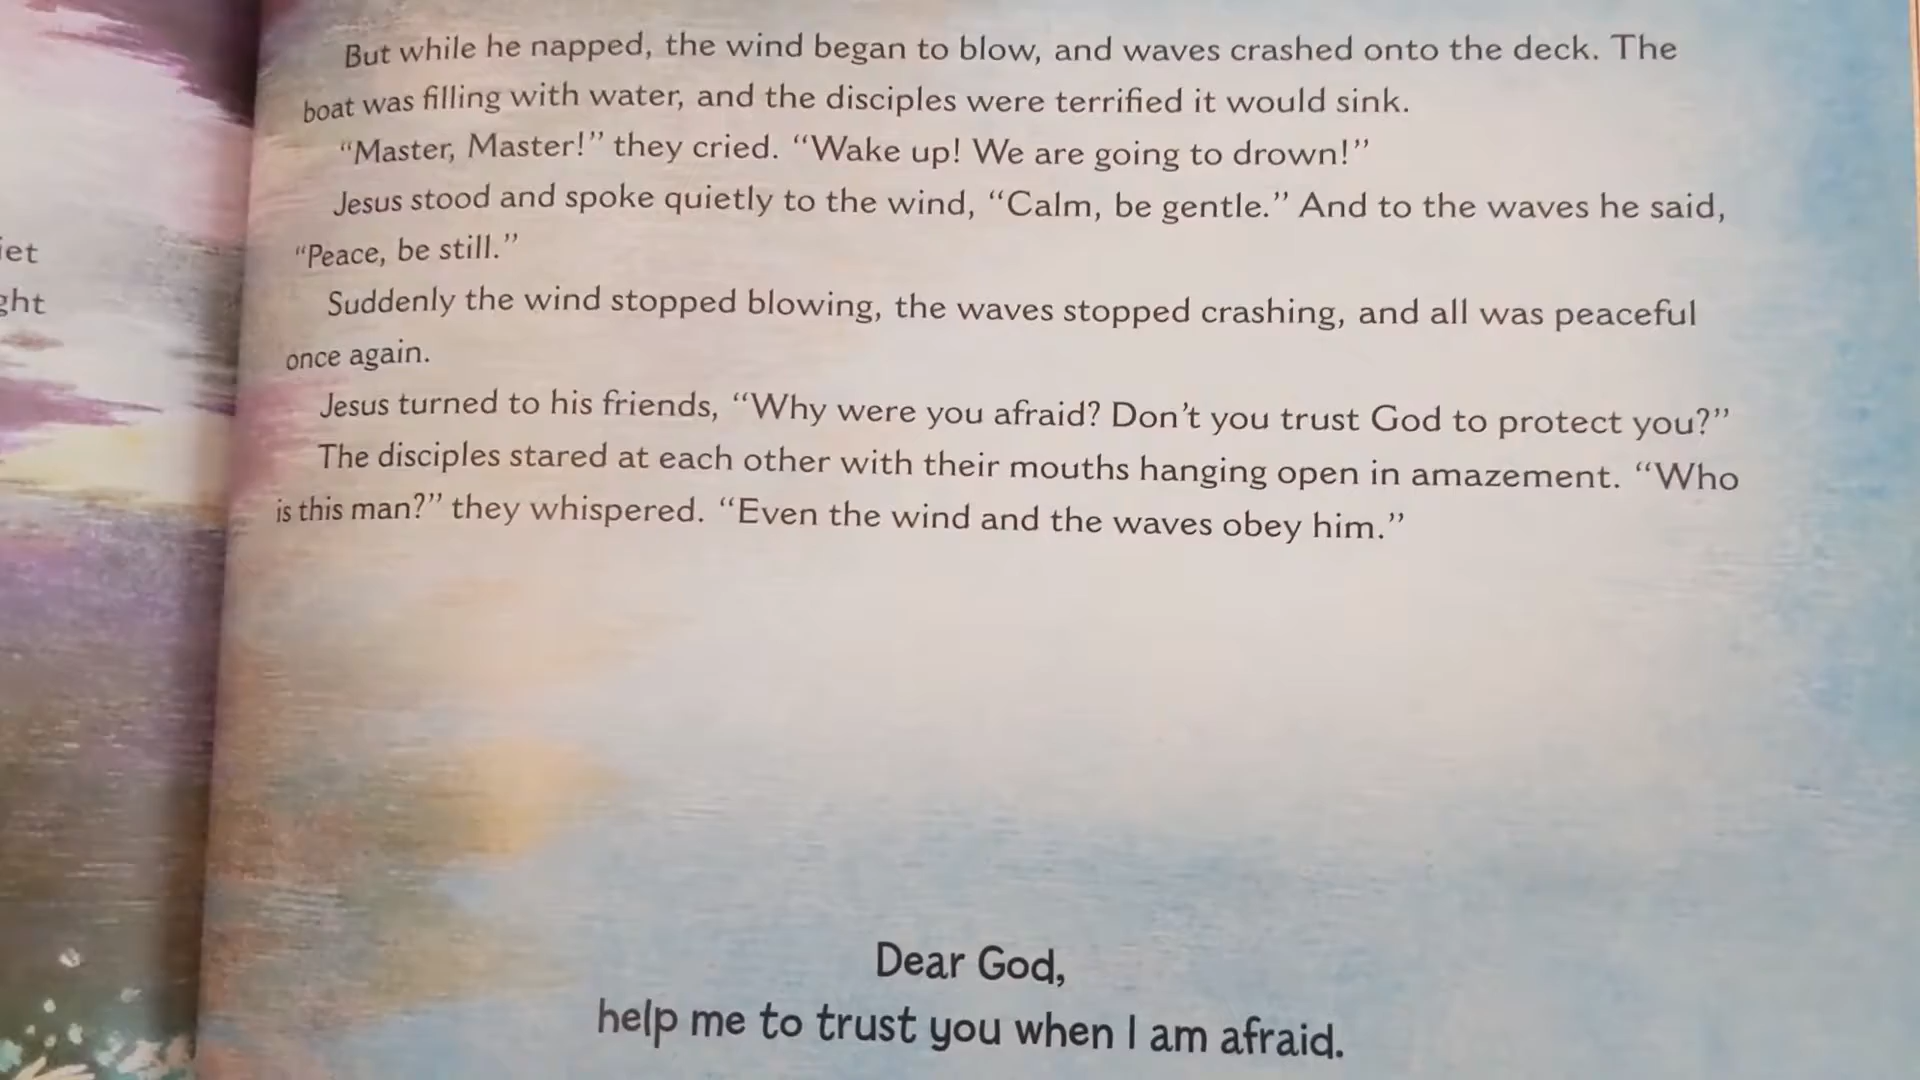 But while he napped, the wind began to blow, and waves crashed onto the deck. The
boat was filling with water, and the disciples were terrified it would sink.
“Master, Master!” they cried. “Wake up! We are going to drown!”
Jesus stood and spoke quietly to the wind, “Calm, be gentle.” And to the waves he said,
“Peace, be still.”
Suddenly the wind stopped blowing, the waves stopped crashing, and all was peaceful
once again.
Jesus turned to his friends, “Why were you afraid? Don’t you trust God to protect you?”
The disciples stared at each other with their mouths hanging open in amazement. “Who
is this man?” they whispered. “Even the wind and the waves obey him.”
Dear God,
help me to trust you when I am afraid.